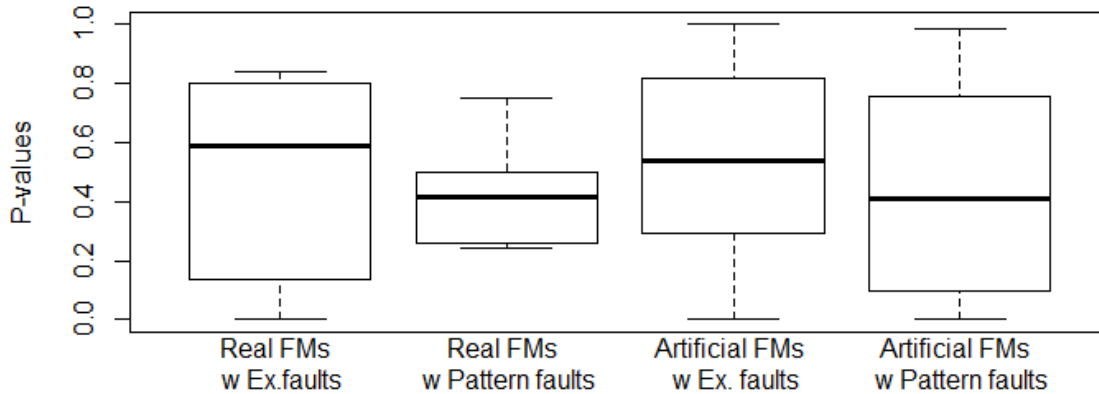 P-values
1.0
0.8
0.6
0.4
0.2
0.0
Real FMs
w Ex.faults
Real FMs
w Pattern faults
Artificial FMs
w Ex. faults
Artificial FMs
w Pattern faults